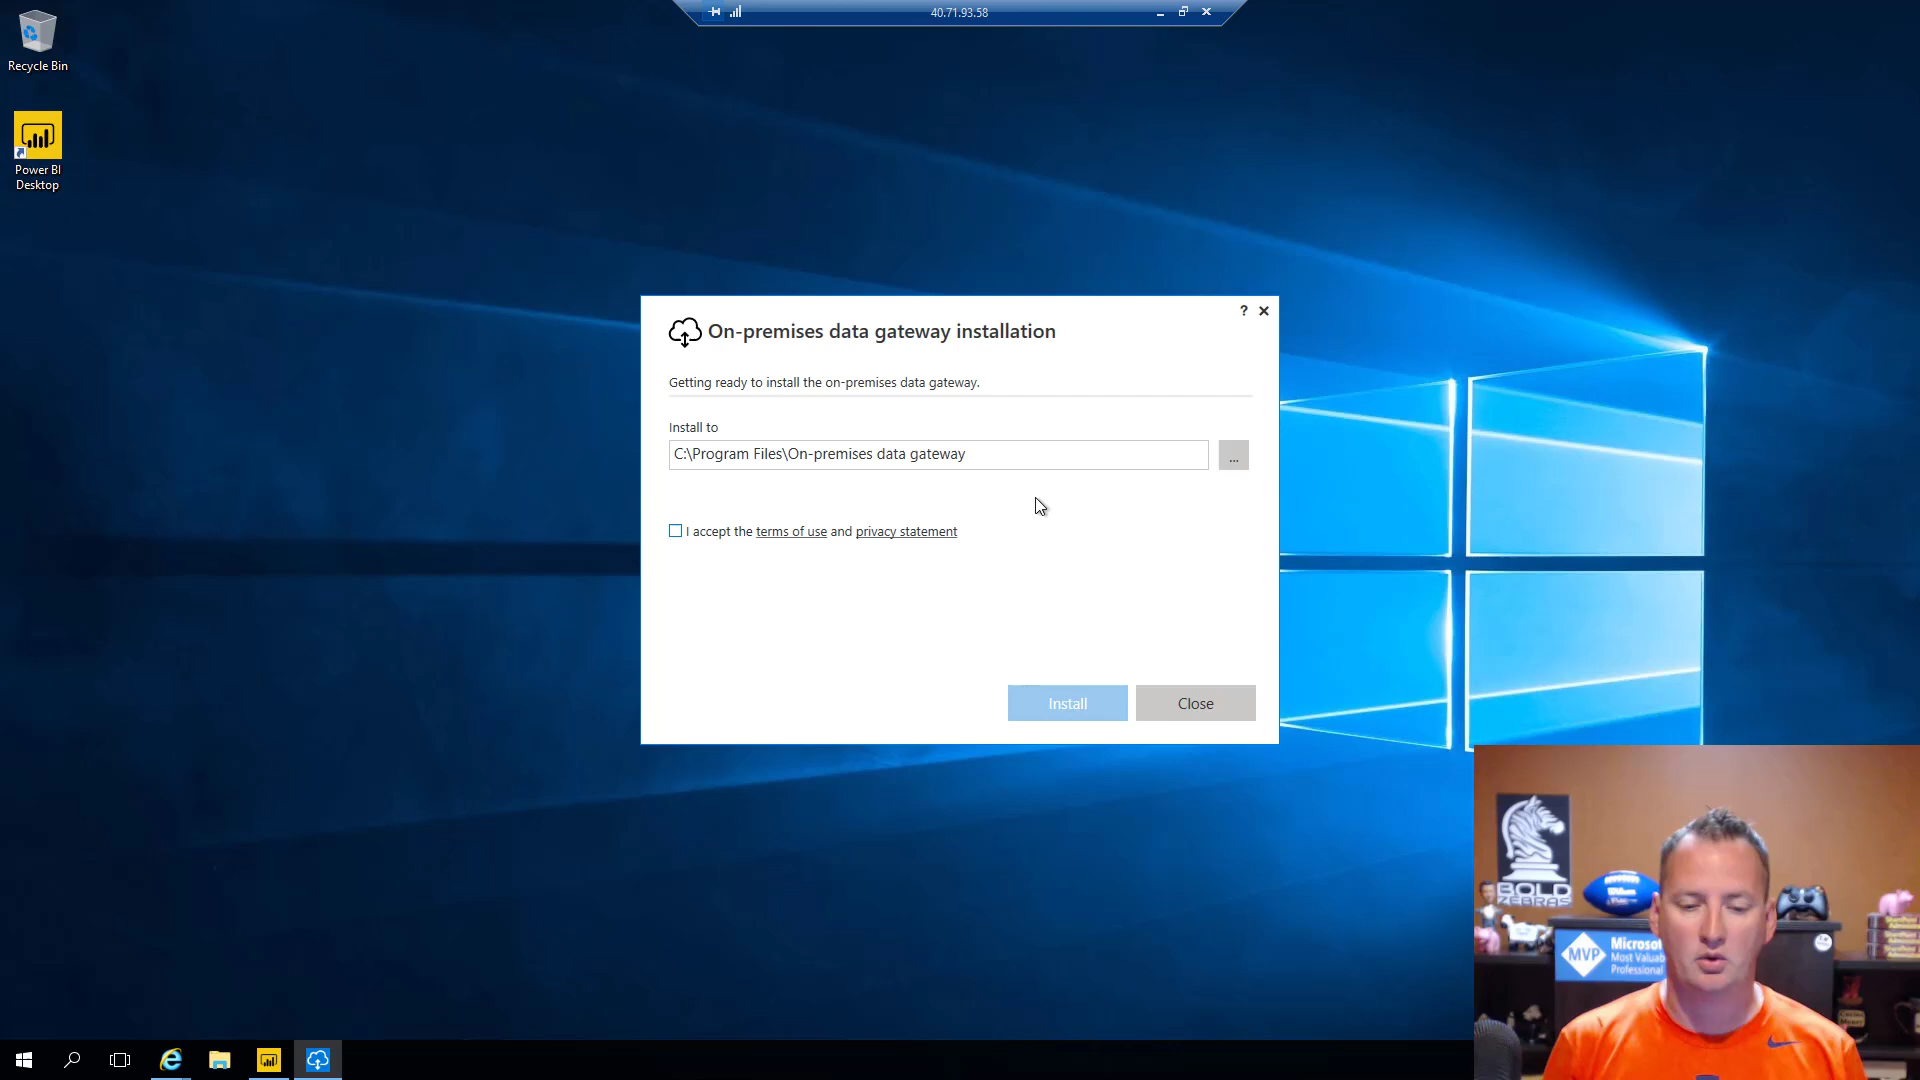 40.71.93.58
Recycle Bin
Power BI
Desktop
? ×
On-premises data gateway installation
Getting ready to install the on-premises data gateway.
Install to
C:\Program Files\On-premises data gateway
...
I accept the terms of use and privacy statement
Install
Close
BOLD
ZEBRAS
Wilson
MVP
Microso
Most Valuab
Professional